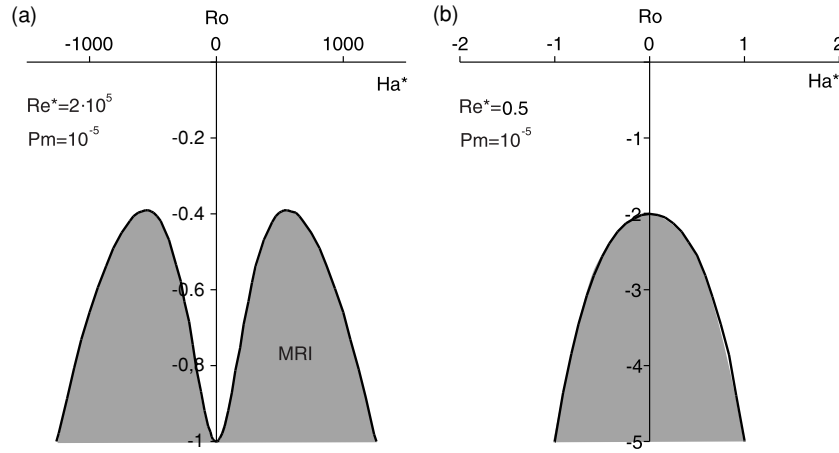 (a)
Ro
-1000 0 1000
Ha*
Re*=2·10⁵
Pm=10⁻⁵
-0.2
-0.4
-0.6
-0,8
MRI
-1
(b)
Ro
-2 -1 0 1 2
Ha*
Re*=0.5
Pm=10⁻⁵
-1
-2
-3
-4
-5